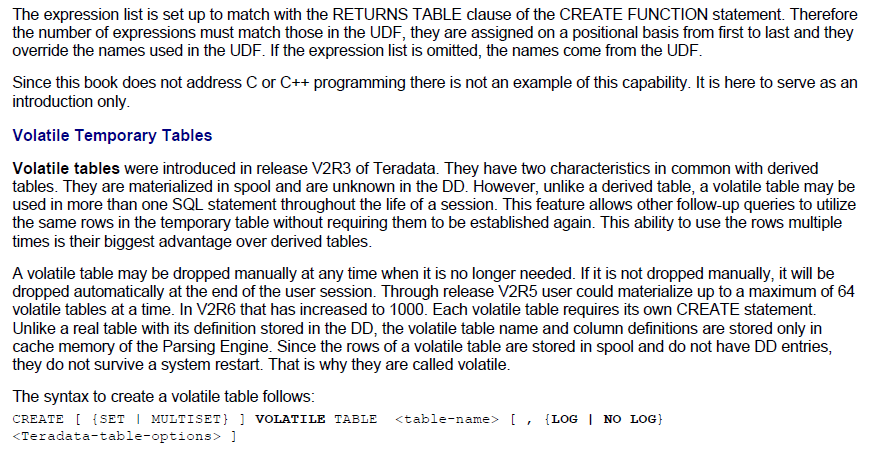 The expression list is set up to match with the RETURNS TABLE clause of the CREATE FUNCTION statement. Therefore
the number of expressions must match those in the UDF, they are assigned on a positional basis from first to last and they
override the names used in the UDF. If the expression list is omitted, the names come from the UDF.
Since this book does not address C or C++ programming there is not an example of this capability. It is here to serve as an
introduction only.
Volatile Temporary Tables
Volatile tables were introduced in release V2R3 of Teradata. They have two characteristics in common with derived
tables. They are materialized in spool and are unknown in the DD. However, unlike a derived table, a volatile table may be
used in more than one SQL statement throughout the life of a session. This feature allows other follow-up queries to utilize
the same rows in the temporary table without requiring them to be established again. This ability to use the rows multiple
times is their biggest advantage over derived tables.
A volatile table may be dropped manually at any time when it is no longer needed. If it is not dropped manually, it will be
dropped automatically at the end of the user session. Through release V2R5 user could materialize up to a maximum of 64
volatile tables at a time. In V2R6 that has increased to 1000. Each volatile table requires its own CREATE statement.
Unlike a real table with its definition stored in the DD, the volatile table name and column definitions are stored only in
cache memory of the Parsing Engine. Since the rows of a volatile table are stored in spool and do not have DD entries,
they do not survive a system restart. That is why they are called volatile.
The syntax to create a volatile table follows:
CREATE [ {SET | MULTISET} ] VOLATILE TABLE <table-name> [ , {LOG | NO LOG}
<Teradata-table-options> ]